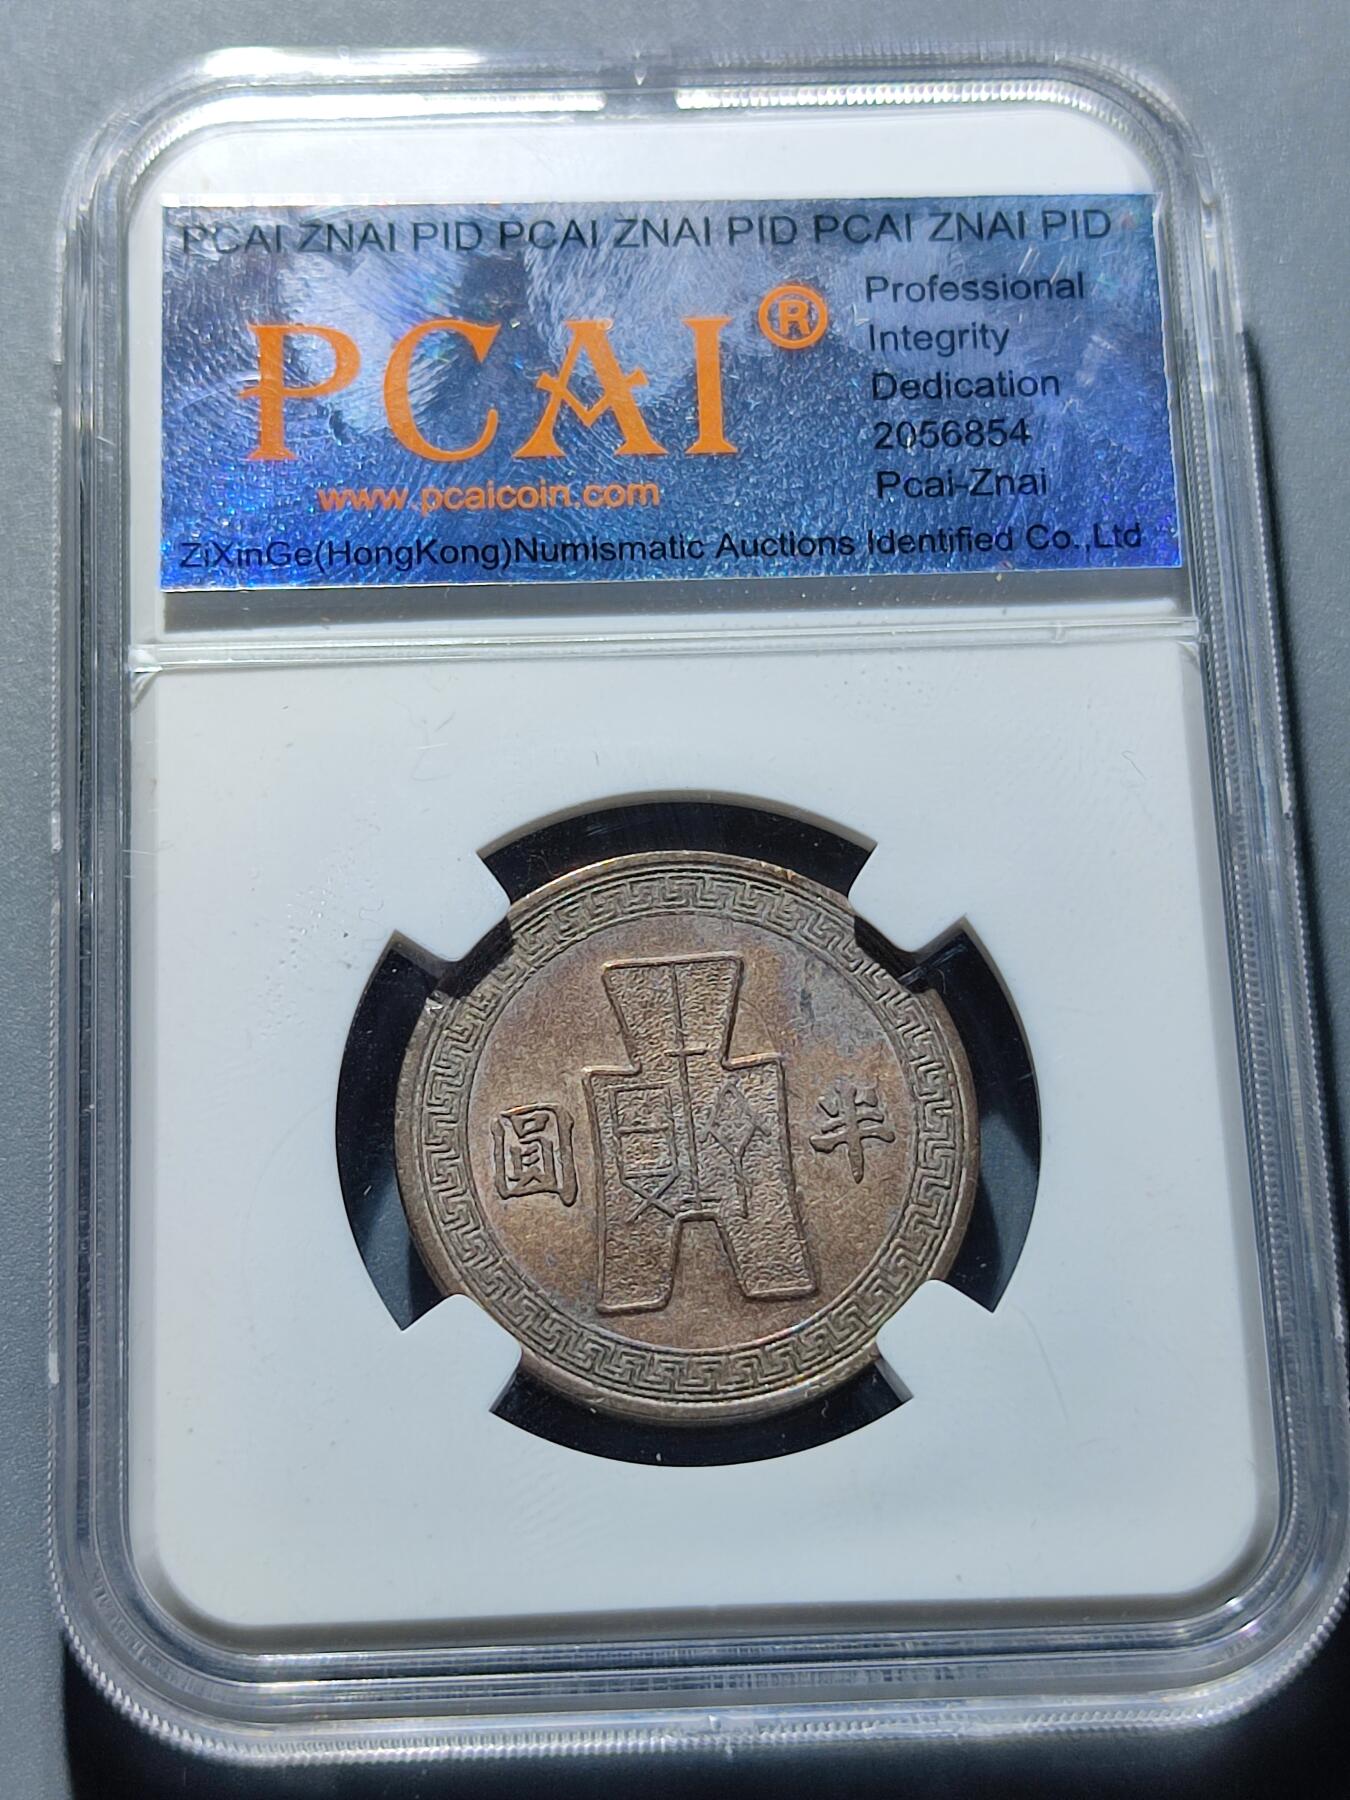 PCAI ZNAI PID PCAI ZNAI PID PCAI ZNAI PID
PCAI®
www.pcaicoin.com
Professional
Integrity
Dedication
2056854
Pcai-Znai
ZiXinGe(HongKong)Numismatic Auctions Identified Co.,Ltd
半
圓